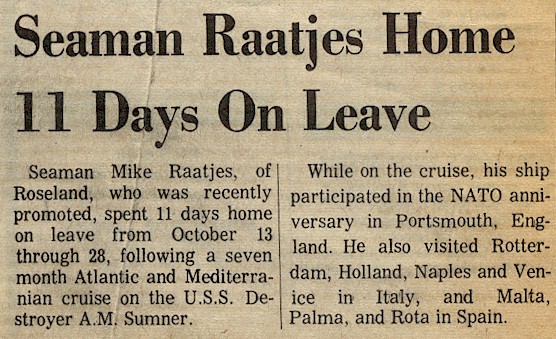 Seaman Raatjes Home
11 Days On Leave
Seaman Mike Raatjes, of
Roseland, who was recently
promoted, spent 11 days home
on leave from October 13
through 28, following a seven
month Atlantic and Mediterra-
nian cruise on the U.S.S. De-
stroyer A.M. Sumner.
While on the cruise, his ship
participated in the NATO anni-
versary in Portsmouth, Eng-
land. He also visited Rotter-
dam, Holland, Naples and Ven-
ice in Italy, and Malta,
Palma, and Rota in Spain.